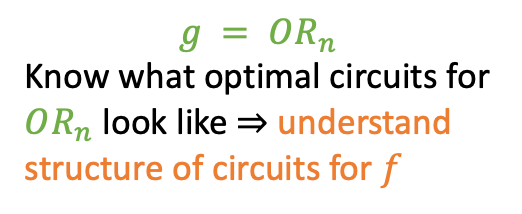 g = ORₙ
Know what optimal circuits for
ORₙ look like ⇒ understand
structure of circuits for f